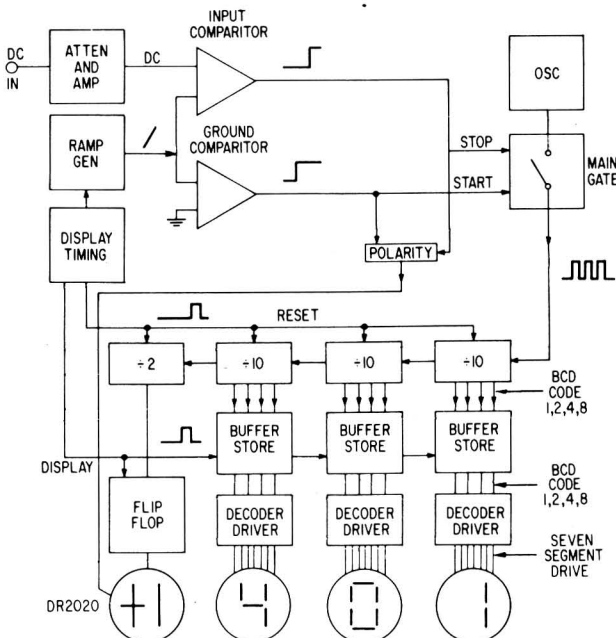 INPUT
COMPARITOR
DC
IN
ATTEN
AND
AMP
DC
OSC
RAMP
GEN
GROUND
COMPARITOR
STOP
START
MAIN
GATE
DISPLAY
TIMING
POLARITY
RESET
÷2
÷10
÷10
÷10
BCD
CODE
1,2,4,8
BUFFER
STORE
BUFFER
STORE
BUFFER
STORE
DISPLAY
BCD
CODE
1,2,4,8
FLIP
FLOP
DECODER
DRIVER
DECODER
DRIVER
DECODER
DRIVER
SEVEN
SEGMENT
DRIVE
DR2020
+1
4
0
1